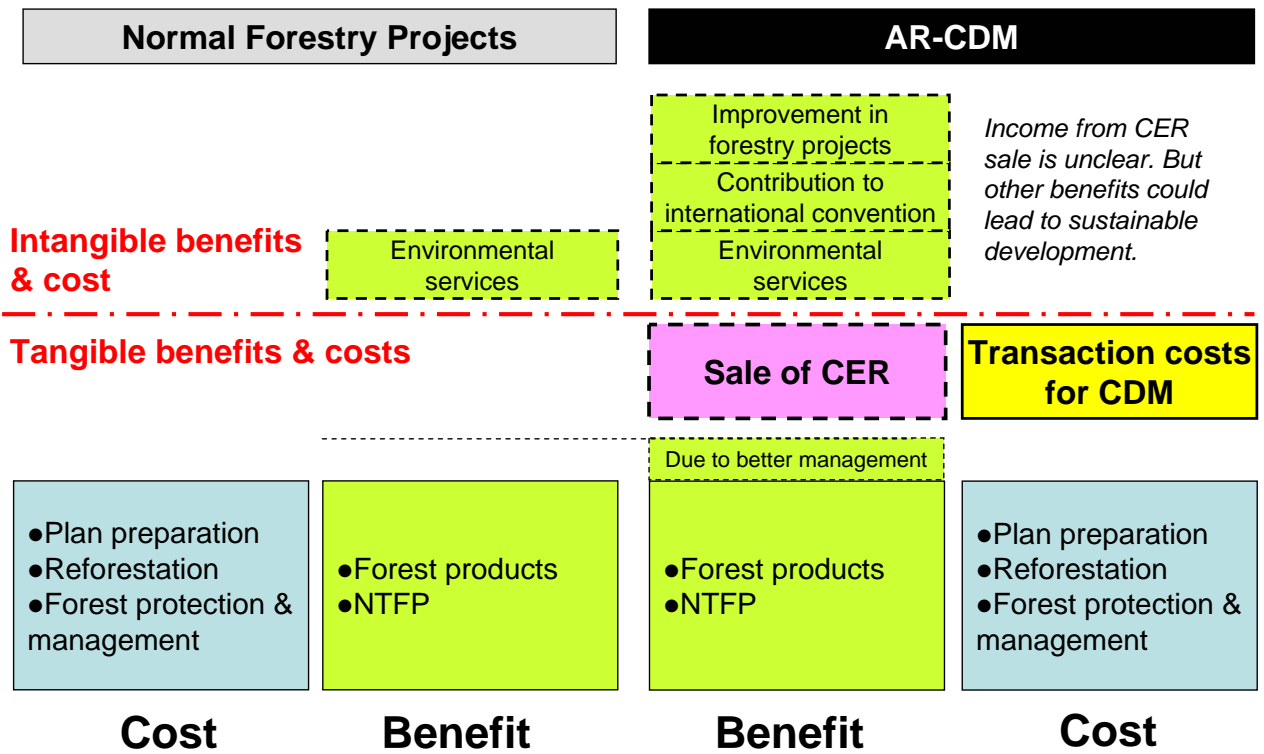 Normal Forestry Projects
AR-CDM
Improvement in
forestry projects
Contribution to
international convention
Environmental
services
Income from CER
sale is unclear. But
other benefits could
lead to sustainable
development.
Intangible benefits
& cost
Environmental
services
Tangible benefits & costs
Sale of CER
Transaction costs
for CDM
Due to better management
●Plan preparation
●Reforestation
●Forest protection &
management
●Forest products
●NTFP
●Forest products
●NTFP
●Plan preparation
●Reforestation
●Forest protection &
management
Cost
Benefit
Benefit
Cost